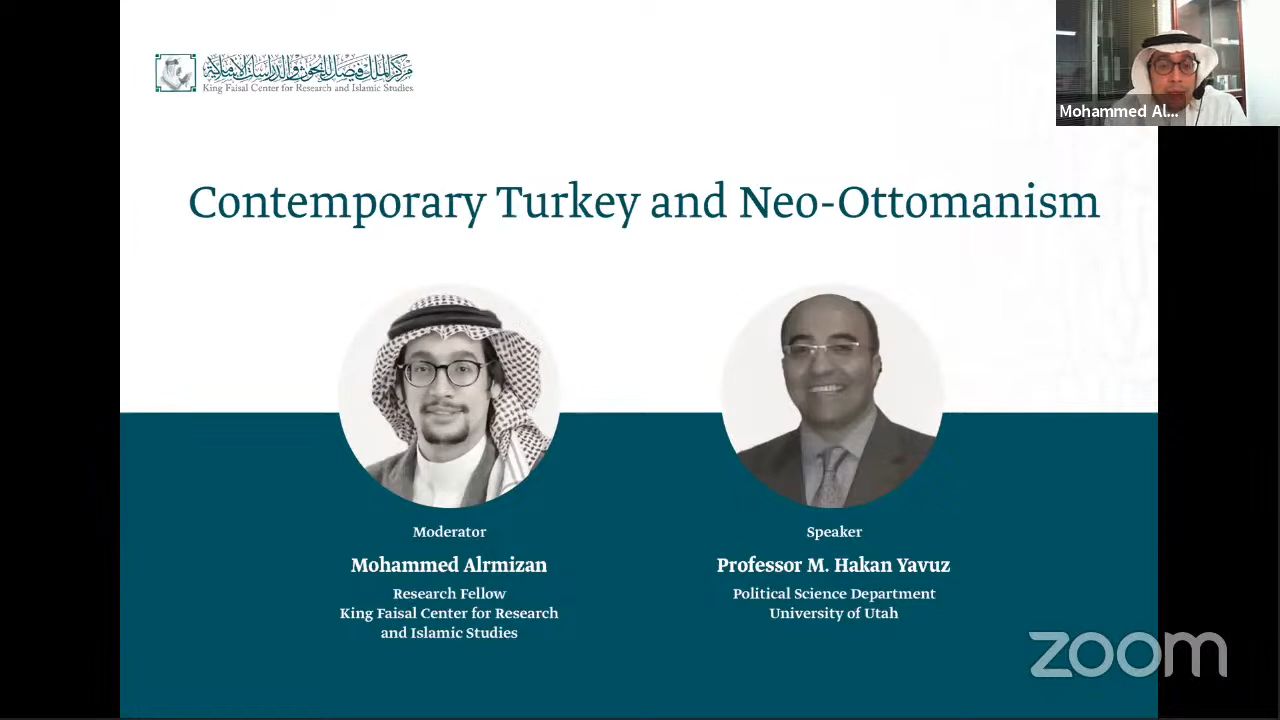 مركز الملك فيصل للبحوث والدراسات الإسلامية
King Faisal Center for Research and Islamic Studies
Mohammed Al...
Contemporary Turkey and Neo-Ottomanism
Moderator
Mohammed Alrmizan
Research Fellow
King Faisal Center for Research
and Islamic Studies
Speaker
Professor M. Hakan Yavuz
Political Science Department
University of Utah
zoom